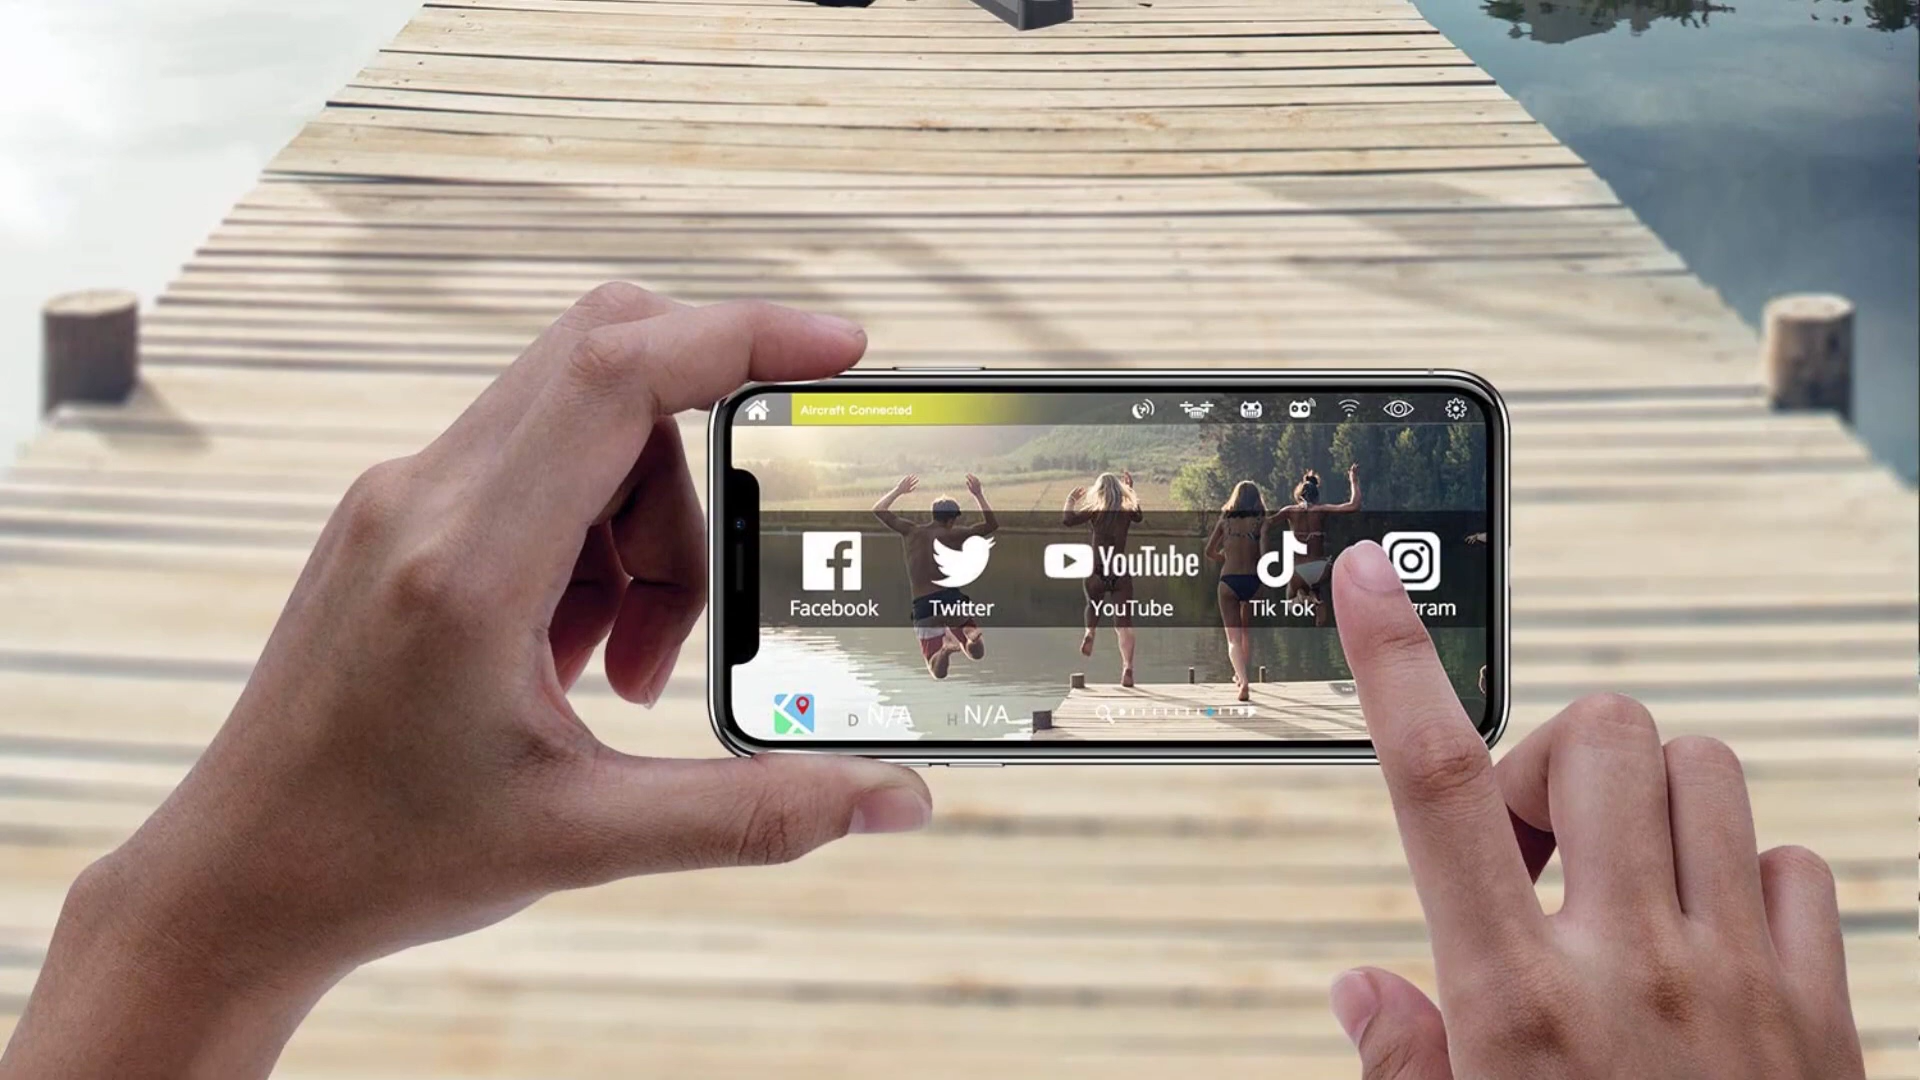 Aircraft Connected
YouTube
Facebook
Twitter
YouTube
Tik Tok
gram
D N/A
H N/A